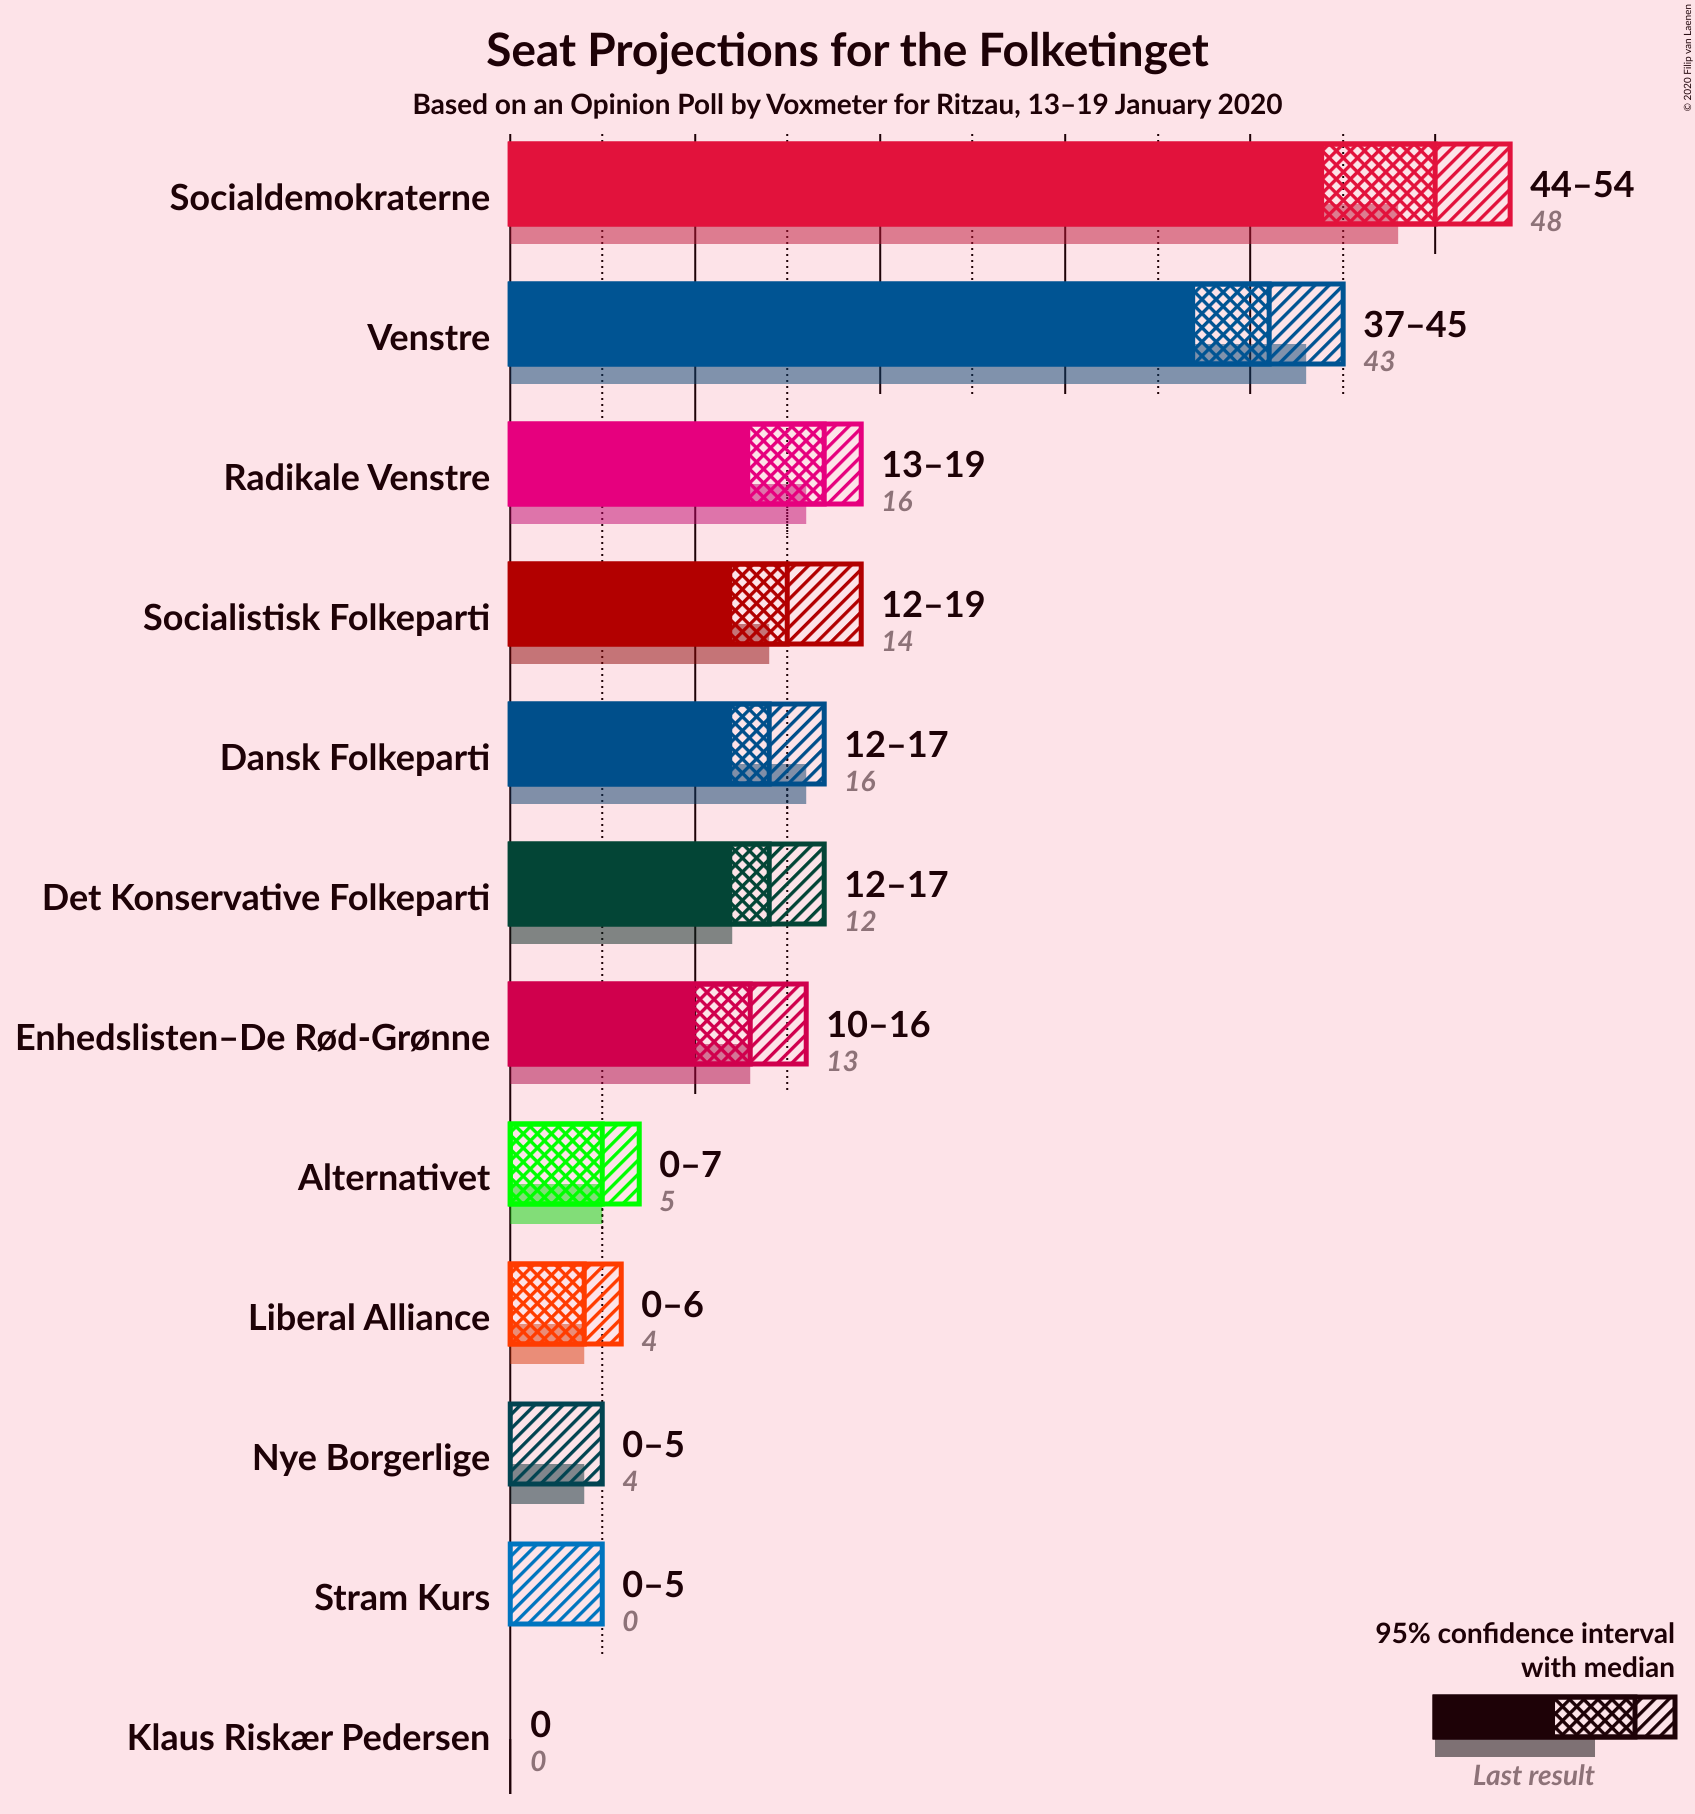 Seat Projections for the Folketinget
Based on an Opinion Poll by Voxmeter for Ritzau, 13–19 January 2020
© 2020 Filip van Laenen
Socialdemokraterne
44–54
48
Venstre
37–45
43
Radikale Venstre
13–19
16
Socialistisk Folkeparti
12–19
14
Dansk Folkeparti
12–17
16
Det Konservative Folkeparti
12–17
12
Enhedslisten–De Rød-Grønne
10–16
13
Alternativet
0–7
5
Liberal Alliance
0–6
4
Nye Borgerlige
0–5
4
Stram Kurs
0–5
0
Klaus Riskær Pedersen
0
0
95% confidence interval
with median
Last result